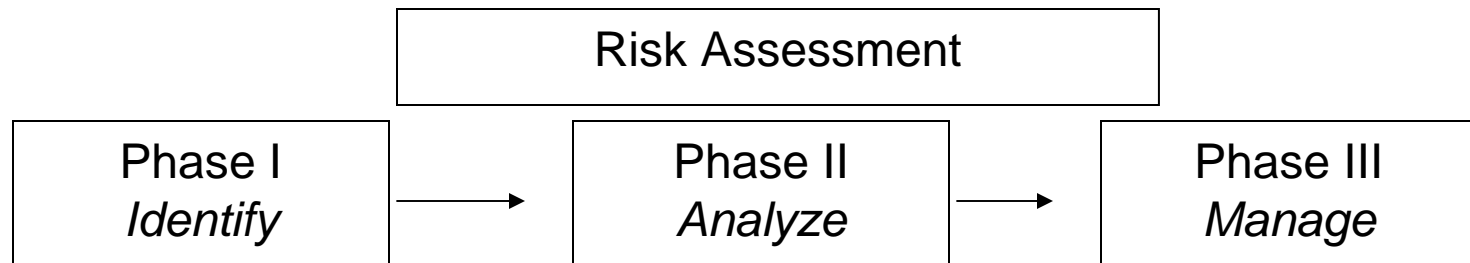 Risk Assessment
Phase I
Identify
Phase II
Analyze
Phase III
Manage